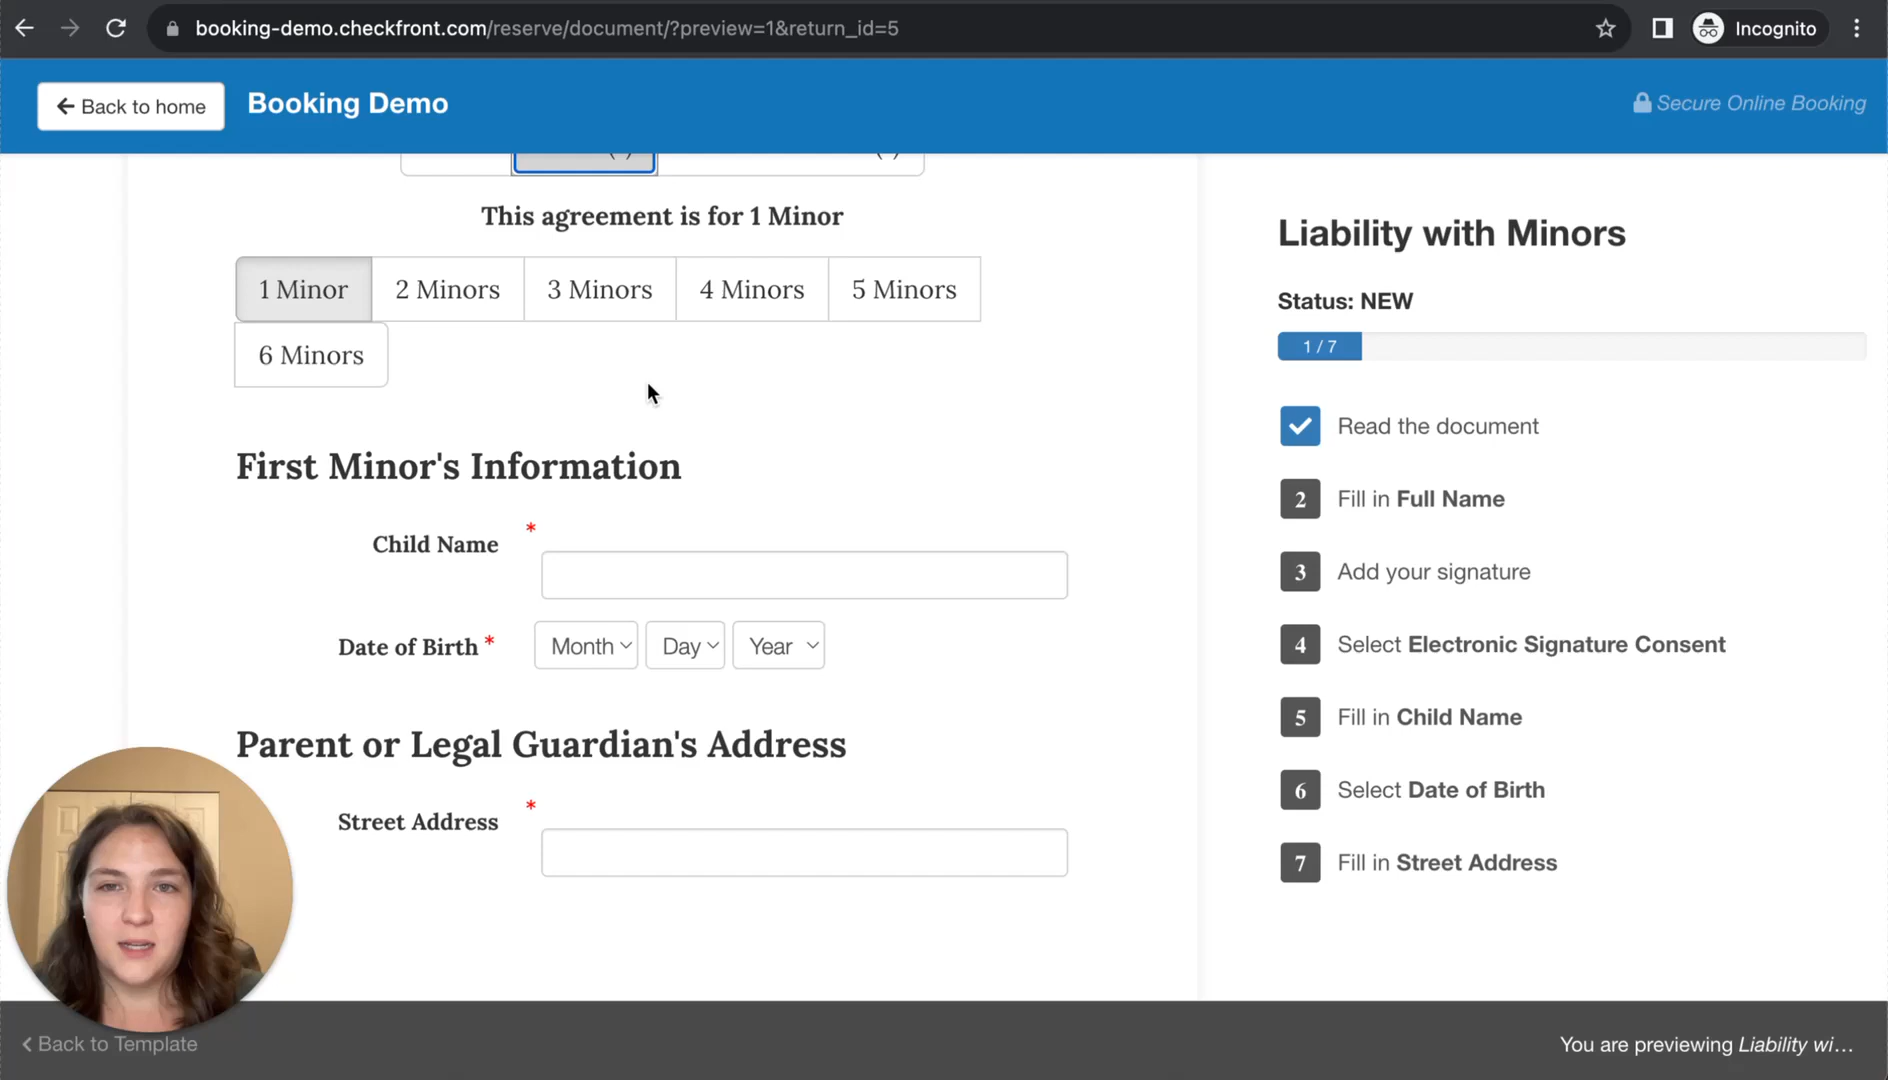 booking-demo.checkfront.com/reserve/document/?preview=1&return_id=5
Incognito
Back to home
Booking Demo
Secure Online Booking
This agreement is for 1 Minor
1 Minor
2 Minors
3 Minors
4 Minors
5 Minors
6 Minors
First Minor's Information
Child Name *
Date of Birth * Month Day Year
Parent or Legal Guardian's Address
Street Address *
Liability with Minors
Status: NEW
1 / 7
Read the document
2 Fill in Full Name
3 Add your signature
4 Select Electronic Signature Consent
5 Fill in Child Name
6 Select Date of Birth
7 Fill in Street Address
Back to Template
You are previewing Liability wi...